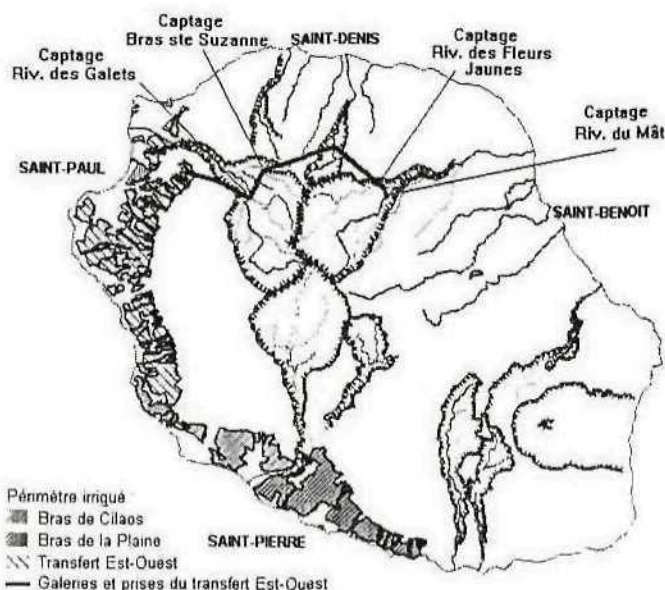 Captage
Bras ste Suzanne
SAINT-DENIS
Captage
Riv. des Fleurs
Jaunes
Captage
Riv. des Galets
Captage
Riv. du Mât
SAINT-PAUL
SAINT-BENOIT
Périmètre irrigué
Bras de Cilaos
Bras de la Plaine
SAINT-PIERRE
Transfert Est-Ouest
Galeries et prises du transfert Est-Ouest